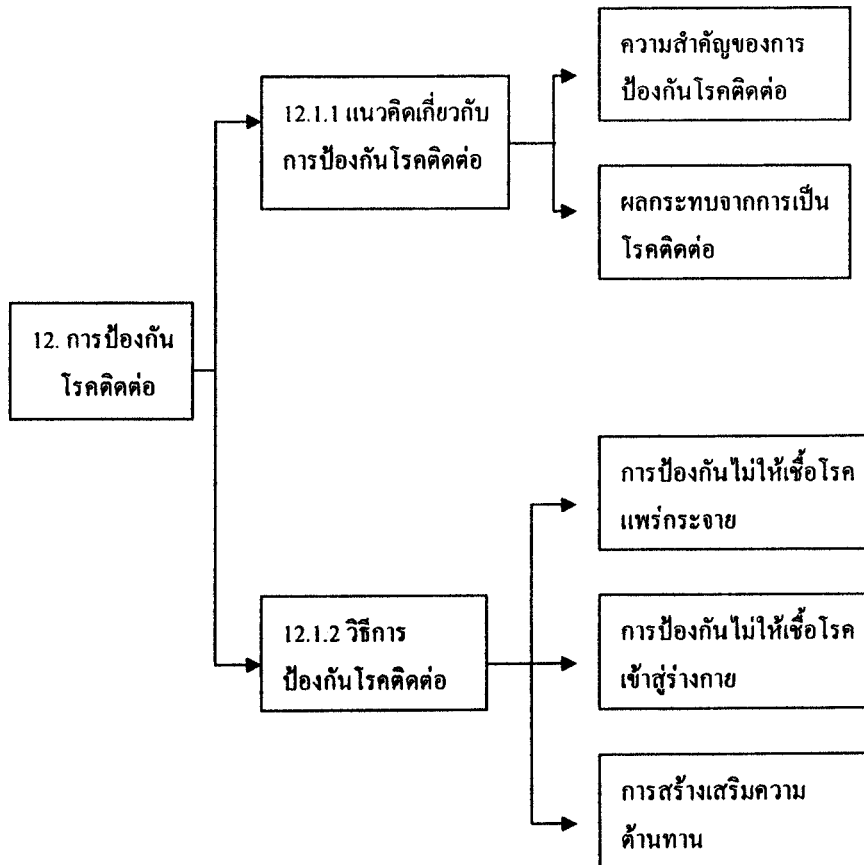 ความสำคัญของการ
ป้องกันโรคติดต่อ
12.1.1 แนวคิดเกี่ยวกับ
การป้องกันโรคติดต่อ
ผลกระทบจากการเป็น
โรคติดต่อ
12. การป้องกัน
โรคติดต่อ
การป้องกันไม่ให้เชื้อโรค
แพร่กระจาย
12.1.2 วิธีการ
ป้องกันโรคติดต่อ
การป้องกันไม่ให้เชื้อโรค
เข้าสู่ร่างกาย
การสร้างเสริมความ
ต้านทาน